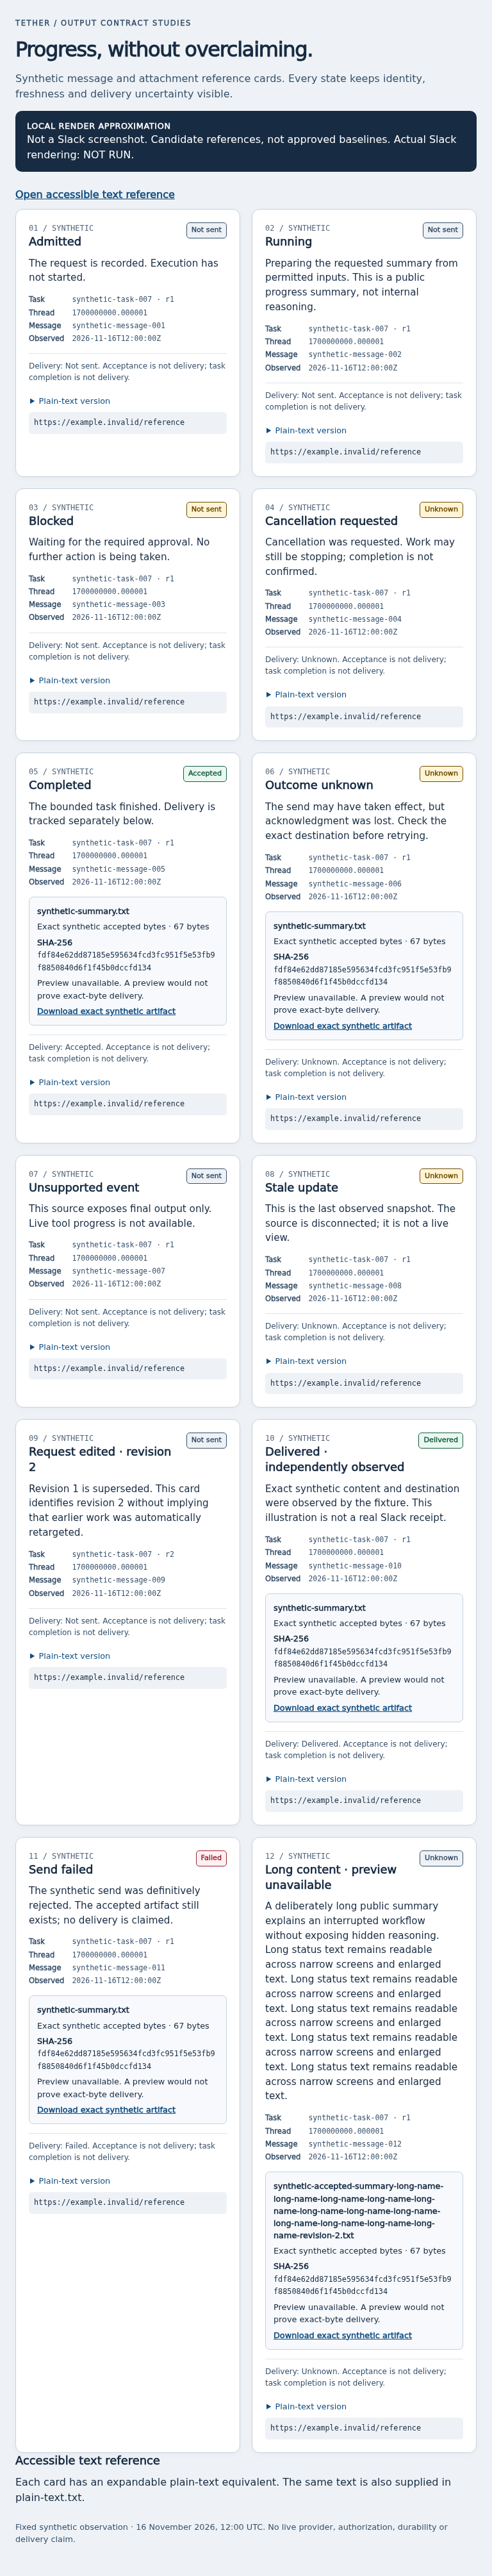 TETHER / OUTPUT CONTRACT STUDIES
Progress, without overclaiming.
Synthetic message and attachment reference cards. Every state keeps identity,
freshness and delivery uncertainty visible.
LOCAL RENDER APPROXIMATION
Not a Slack screenshot. Candidate references, not approved baselines. Actual Slack
rendering: NOT RUN.
Open accessible text reference
01 / SYNTHETIC
Not sent
Admitted
The request is recorded. Execution has
not started.
Task synthetic-task-007 · r1
Thread 1700000000.000001
Message synthetic-message-001
Observed 2026-11-16T12:00:00Z
Delivery: Not sent. Acceptance is not delivery; task
completion is not delivery.
▶ Plain-text version
https://example.invalid/reference
02 / SYNTHETIC
Not sent
Running
Preparing the requested summary from
permitted inputs. This is a public
progress summary, not internal
reasoning.
Task synthetic-task-007 · r1
Thread 1700000000.000001
Message synthetic-message-002
Observed 2026-11-16T12:00:00Z
Delivery: Not sent. Acceptance is not delivery; task
completion is not delivery.
▶ Plain-text version
https://example.invalid/reference
03 / SYNTHETIC
Not sent
Blocked
Waiting for the required approval. No
further action is being taken.
Task synthetic-task-007 · r1
Thread 1700000000.000001
Message synthetic-message-003
Observed 2026-11-16T12:00:00Z
Delivery: Not sent. Acceptance is not delivery; task
completion is not delivery.
▶ Plain-text version
https://example.invalid/reference
04 / SYNTHETIC
Unknown
Cancellation requested
Cancellation was requested. Work may
still be stopping; completion is not
confirmed.
Task synthetic-task-007 · r1
Thread 1700000000.000001
Message synthetic-message-004
Observed 2026-11-16T12:00:00Z
Delivery: Unknown. Acceptance is not delivery;
task completion is not delivery.
▶ Plain-text version
https://example.invalid/reference
05 / SYNTHETIC
Accepted
Completed
The bounded task finished. Delivery is
tracked separately below.
Task synthetic-task-007 · r1
Thread 1700000000.000001
Message synthetic-message-005
Observed 2026-11-16T12:00:00Z
synthetic-summary.txt
Exact synthetic accepted bytes · 67 bytes
SHA-256
fdf84e62dd87185e595634fcd3fc951f5e53fb9
f8850840d6f1f45b0dccfd134
Preview unavailable. A preview would not
prove exact-byte delivery.
Download exact synthetic artifact
Delivery: Accepted. Acceptance is not delivery;
task completion is not delivery.
▶ Plain-text version
https://example.invalid/reference
06 / SYNTHETIC
Unknown
Outcome unknown
The send may have taken effect, but
acknowledgment was lost. Check the
exact destination before retrying.
Task synthetic-task-007 · r1
Thread 1700000000.000001
Message synthetic-message-006
Observed 2026-11-16T12:00:00Z
synthetic-summary.txt
Exact synthetic accepted bytes · 67 bytes
SHA-256
fdf84e62dd87185e595634fcd3fc951f5e53fb9
f8850840d6f1f45b0dccfd134
Preview unavailable. A preview would not
prove exact-byte delivery.
Download exact synthetic artifact
Delivery: Unknown. Acceptance is not delivery;
task completion is not delivery.
▶ Plain-text version
https://example.invalid/reference
07 / SYNTHETIC
Not sent
Unsupported event
This source exposes final output only.
Live tool progress is not available.
Task synthetic-task-007 · r1
Thread 1700000000.000001
Message synthetic-message-007
Observed 2026-11-16T12:00:00Z
Delivery: Not sent. Acceptance is not delivery; task
completion is not delivery.
▶ Plain-text version
https://example.invalid/reference
08 / SYNTHETIC
Unknown
Stale update
This is the last observed snapshot. The
source is disconnected; it is not a live
view.
Task synthetic-task-007 · r1
Thread 1700000000.000001
Message synthetic-message-008
Observed 2026-11-16T12:00:00Z
Delivery: Unknown. Acceptance is not delivery;
task completion is not delivery.
▶ Plain-text version
https://example.invalid/reference
09 / SYNTHETIC
Not sent
Request edited · revision
2
Revision 1 is superseded. This card
identifies revision 2 without implying
that earlier work was automatically
retargeted.
Task synthetic-task-007 · r2
Thread 1700000000.000001
Message synthetic-message-009
Observed 2026-11-16T12:00:00Z
Delivery: Not sent. Acceptance is not delivery; task
completion is not delivery.
▶ Plain-text version
https://example.invalid/reference
10 / SYNTHETIC
Delivered
Delivered ·
independently observed
Exact synthetic content and destination
were observed by the fixture. This
illustration is not a real Slack receipt.
Task synthetic-task-007 · r1
Thread 1700000000.000001
Message synthetic-message-010
Observed 2026-11-16T12:00:00Z
synthetic-summary.txt
Exact synthetic accepted bytes · 67 bytes
SHA-256
fdf84e62dd87185e595634fcd3fc951f5e53fb9
f8850840d6f1f45b0dccfd134
Preview unavailable. A preview would not
prove exact-byte delivery.
Download exact synthetic artifact
Delivery: Delivered. Acceptance is not delivery;
task completion is not delivery.
▶ Plain-text version
https://example.invalid/reference
11 / SYNTHETIC
Failed
Send failed
The synthetic send was definitively
rejected. The accepted artifact still
exists; no delivery is claimed.
Task synthetic-task-007 · r1
Thread 1700000000.000001
Message synthetic-message-011
Observed 2026-11-16T12:00:00Z
synthetic-summary.txt
Exact synthetic accepted bytes · 67 bytes
SHA-256
fdf84e62dd87185e595634fcd3fc951f5e53fb9
f8850840d6f1f45b0dccfd134
Preview unavailable. A preview would not
prove exact-byte delivery.
Download exact synthetic artifact
Delivery: Failed. Acceptance is not delivery; task
completion is not delivery.
▶ Plain-text version
https://example.invalid/reference
12 / SYNTHETIC
Unknown
Long content · preview
unavailable
A deliberately long public summary
explains an interrupted workflow
without exposing hidden reasoning.
Long status text remains readable
across narrow screens and enlarged
text. Long status text remains readable
across narrow screens and enlarged
text. Long status text remains readable
across narrow screens and enlarged
text. Long status text remains readable
across narrow screens and enlarged
text. Long status text remains readable
across narrow screens and enlarged
text.
Task synthetic-task-007 · r1
Thread 1700000000.000001
Message synthetic-message-012
Observed 2026-11-16T12:00:00Z
synthetic-accepted-summary-long-name-
long-name-long-name-long-name-long-
name-long-name-long-name-long-name-
long-name-long-name-long-name-long-
name-revision-2.txt
Exact synthetic accepted bytes · 67 bytes
SHA-256
fdf84e62dd87185e595634fcd3fc951f5e53fb9
f8850840d6f1f45b0dccfd134
Preview unavailable. A preview would not
prove exact-byte delivery.
Download exact synthetic artifact
Delivery: Unknown. Acceptance is not delivery;
task completion is not delivery.
▶ Plain-text version
https://example.invalid/reference
Accessible text reference
Each card has an expandable plain-text equivalent. The same text is also supplied in
plain-text.txt.
Fixed synthetic observation · 16 November 2026, 12:00 UTC. No live provider, authorization, durability or
delivery claim.